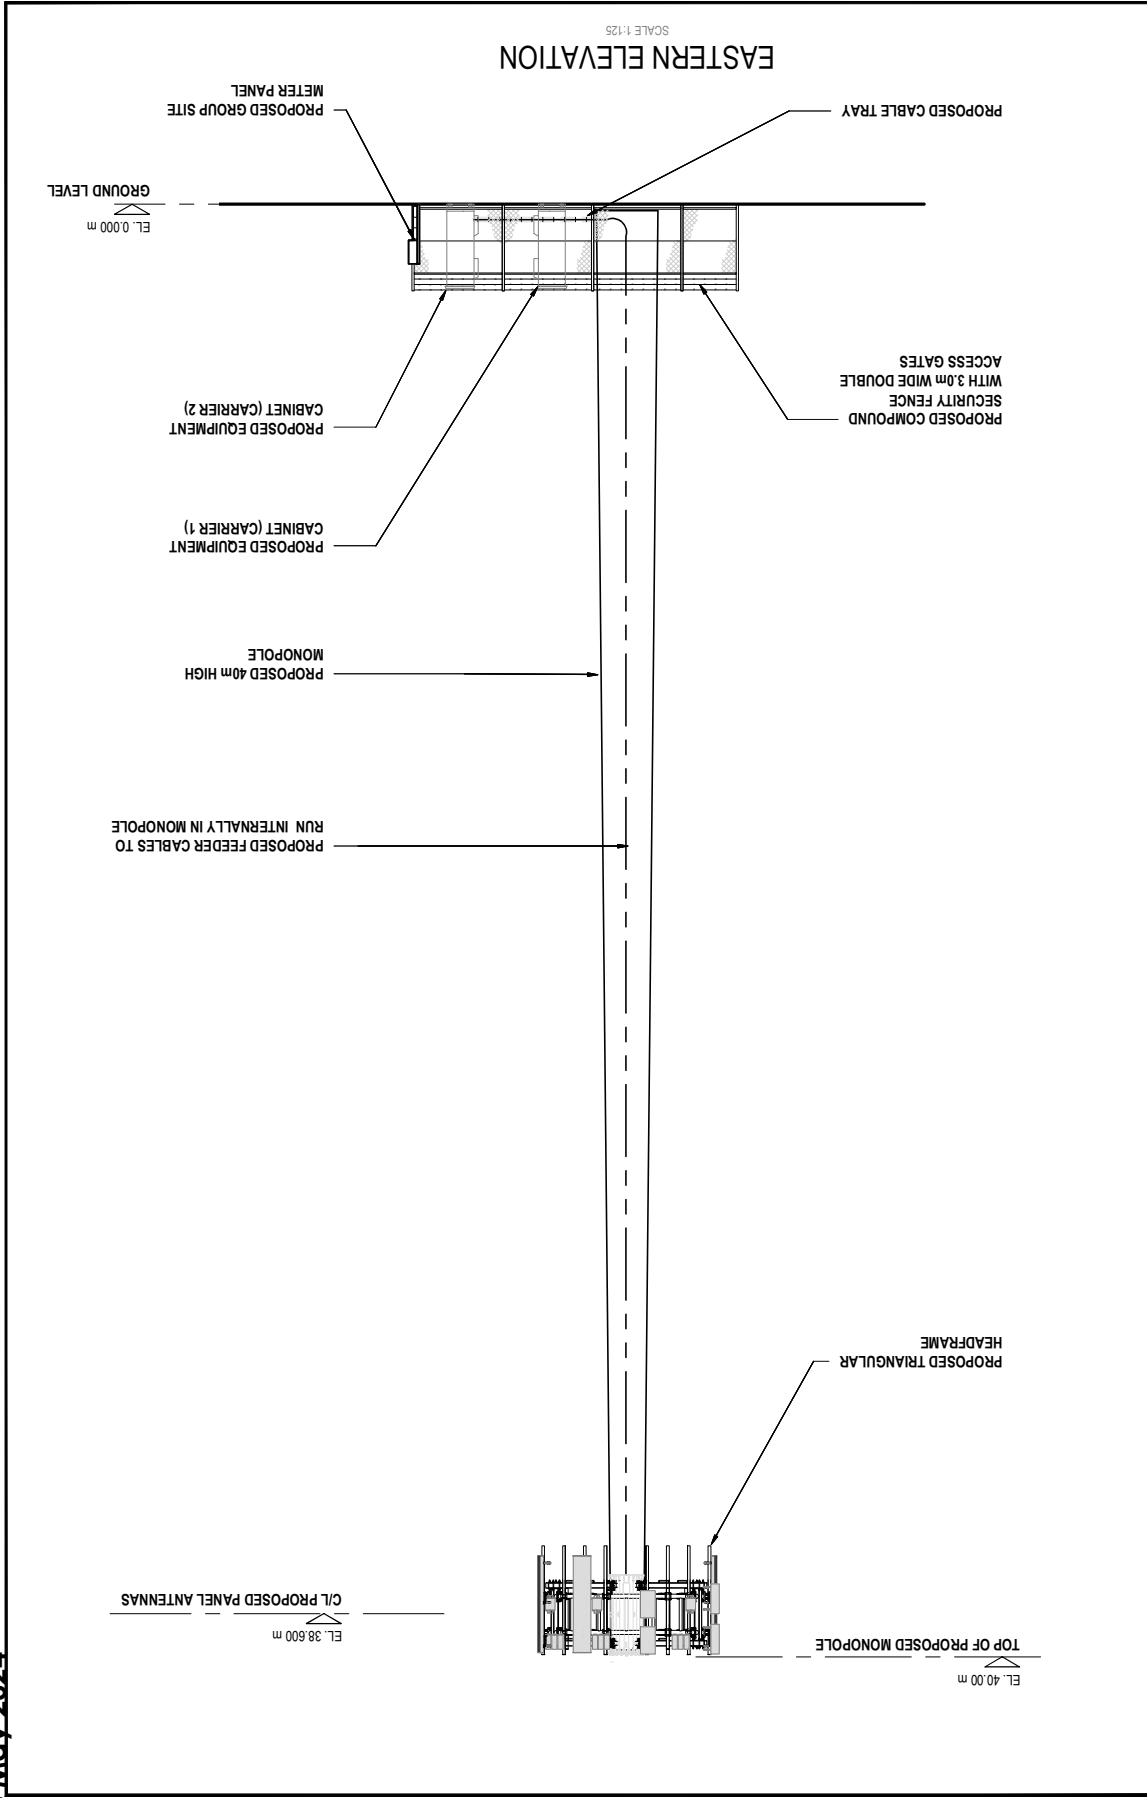 EL. 40.00 m
TOP OF PROPOSED MONOPOLE
EL. 38.600 m
C/L PROPOSED PANEL ANTENNAS
PROPOSED TRIANGULAR
HEADFRAME
PROPOSED FEEDER CABLES TO
RUN INTERNALLY IN MONOPOLE
PROPOSED 40m HIGH
MONOPOLE
PROPOSED EQUIPMENT
CABINET (CARRIER 1)
PROPOSED COMPOUND
SECURITY FENCE
WITH 3.0m WIDE DOUBLE
ACCESS GATES
PROPOSED EQUIPMENT
CABINET (CARRIER 2)
EL. 0.000 m
GROUND LEVEL
PROPOSED CABLE TRAY
PROPOSED GROUP SITE
METER PANEL
EASTERN ELEVATION
SCALE 1:125
May 2024